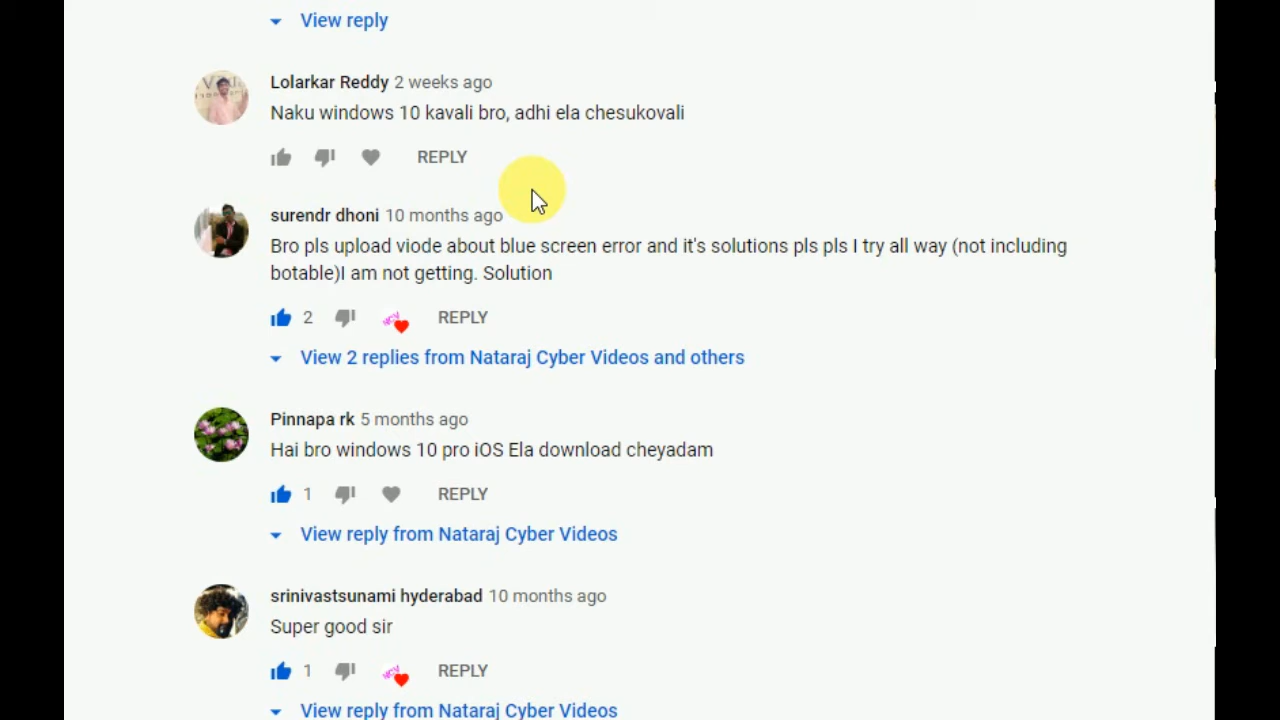 View reply
Lolarkar Reddy 2 weeks ago
Naku windows 10 kavali bro, adhi ela chesukovali
REPLY
surendr dhoni 10 months ago
Bro pls upload viode about blue screen error and it's solutions pls pls I try all way (not including
botable)I am not getting. Solution
2 REPLY
View 2 replies from Nataraj Cyber Videos and others
Pinnapa rk 5 months ago
Hai bro windows 10 pro iOS Ela download cheyadam
1 REPLY
View reply from Nataraj Cyber Videos
srinivastsunami hyderabad 10 months ago
Super good sir
1 REPLY
View reply from Nataraj Cyber Videos